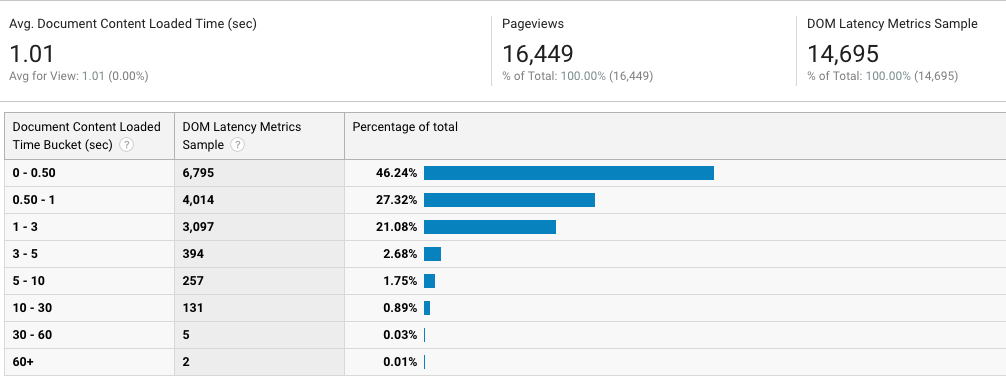 Avg. Document Content Loaded Time (sec)
1.01
Avg for View: 1.01 (0.00%)
Pageviews
16,449
% of Total: 100.00% (16,449)
DOM Latency Metrics Sample
14,695
% of Total: 100.00% (14,695)
Document Content Loaded
Time Bucket (sec) ?
DOM Latency Metrics
Sample ?
Percentage of total
0 - 0.50 6,795 46.24%
0.50 - 1 4,014 27.32%
1 - 3 3,097 21.08%
3 - 5 394 2.68%
5 - 10 257 1.75%
10 - 30 131 0.89%
30 - 60 5 0.03%
60+ 2 0.01%